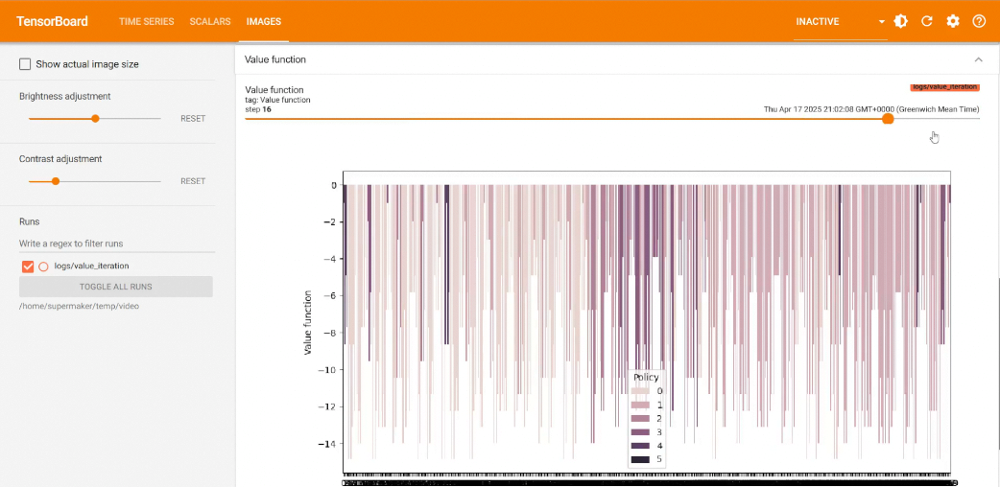 TensorBoard TIME SERIES SCALARS IMAGES INACTIVE
Show actual image size
Brightness adjustment
RESET
Contrast adjustment
RESET
Runs
Write a regex to filter runs
logs/value_iteration
TOGGLE ALL RUNS
/home/supermaker/temp/video
Value function
Value function
logs/value_iteration
tag: Value function
step 16
Thu Apr 17 2025 21:02:08 GMT+0000 (Greenwich Mean Time)
Value function
0
−2
−4
−6
−8
−10
−12
−14
Policy
0
1
2
3
4
5